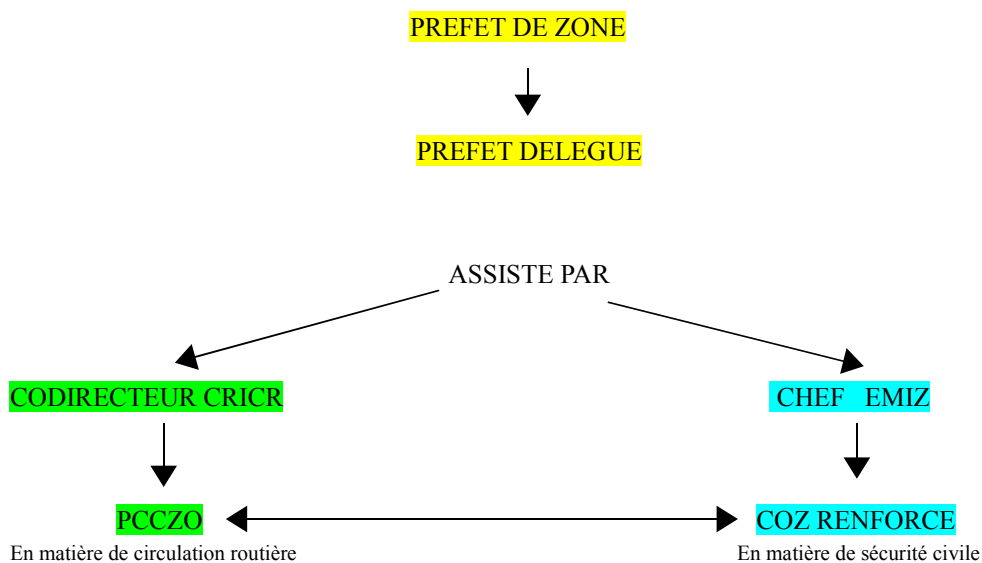 PREFET DE ZONE
PREFET DELEGUE
ASSISTE PAR
CODIRECTEUR CRICR
CHEF EMIZ
PCCZO
COZ RENFORCE
En matière de circulation routière
En matière de sécurité civile